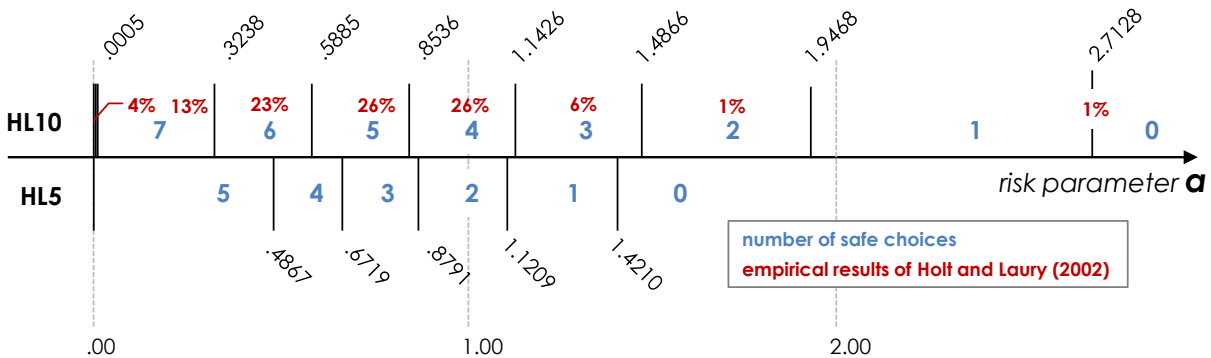 .0005 .3238 .5885 .8536 1.1426 1.4866 1.9468 2.7128
4% 13% 23% 26% 26% 6% 1% 1%
HL10 7 6 5 4 3 2 1 0
HL5 5 4 3 2 1 0
risk parameter a
.4867 .6719 .8791 1.1209 1.4210
number of safe choices
empirical results of Holt and Laury (2002)
.00 1.00 2.00